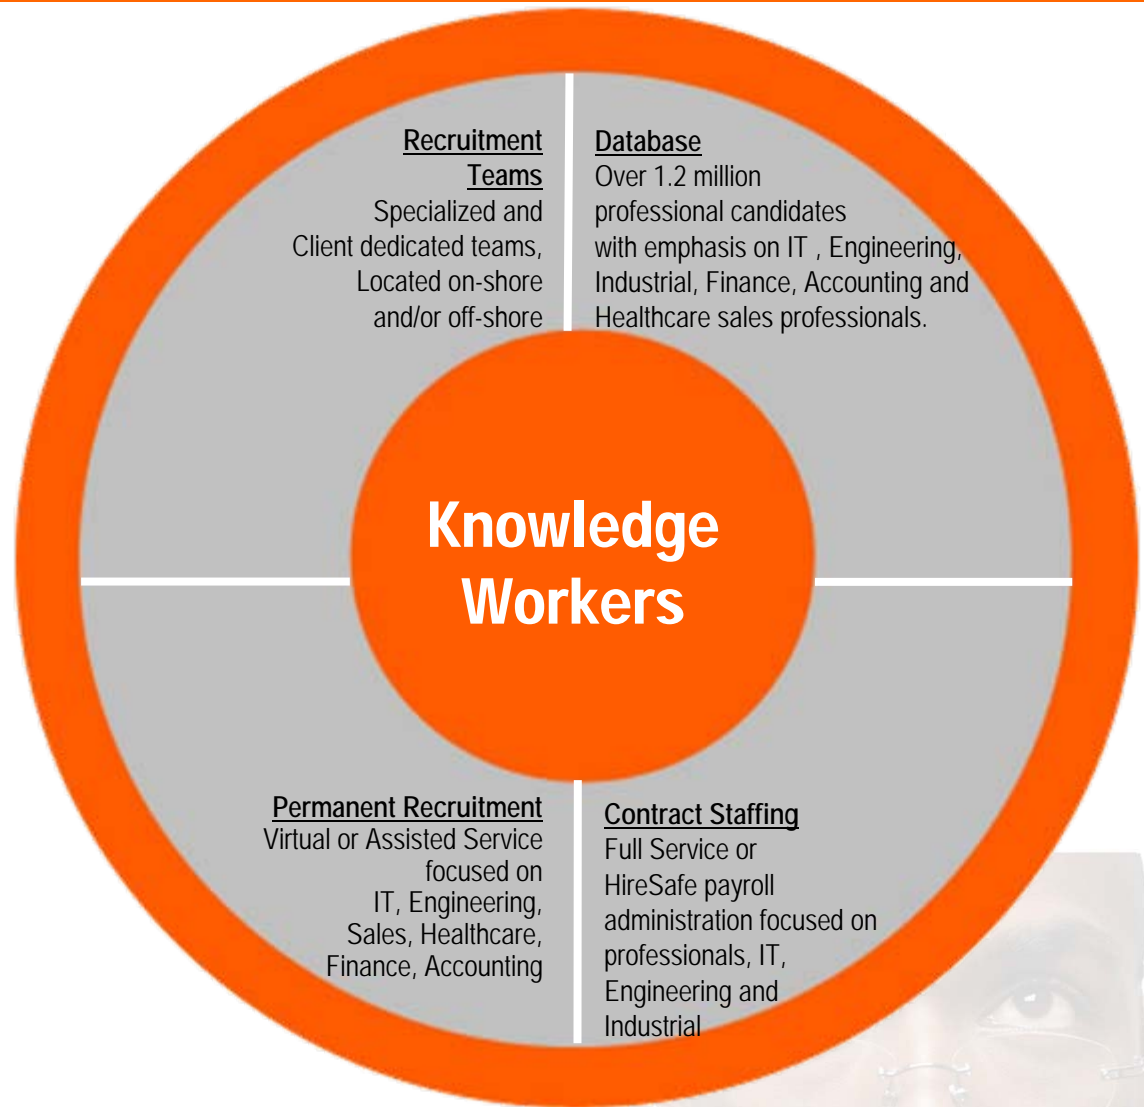 Recruitment
Teams
Specialized and
Client dedicated teams,
Located on-shore
and/or off-shore
Database
Over 1.2 million
professional candidates
with emphasis on IT , Engineering,
Industrial, Finance, Accounting and
Healthcare sales professionals.
Knowledge
Workers
Permanent Recruitment
Virtual or Assisted Service
focused on
IT, Engineering,
Sales, Healthcare,
Finance, Accounting
Contract Staffing
Full Service or
HireSafe payroll
administration focused on
professionals, IT,
Engineering and
Industrial